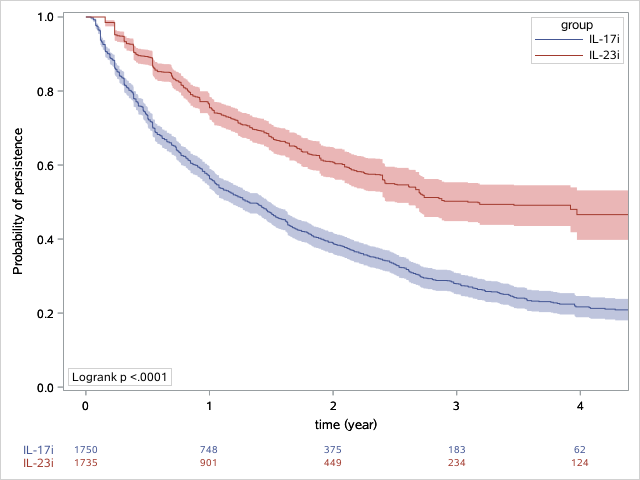 group
IL-17i
IL-23i
Probability of persistence
1.0
0.8
0.6
0.4
0.2
0.0
Logrank p <.0001
0 1 2 3 4
time (year)
IL-17i 1750 748 375 183 62
IL-23i 1735 901 449 234 124